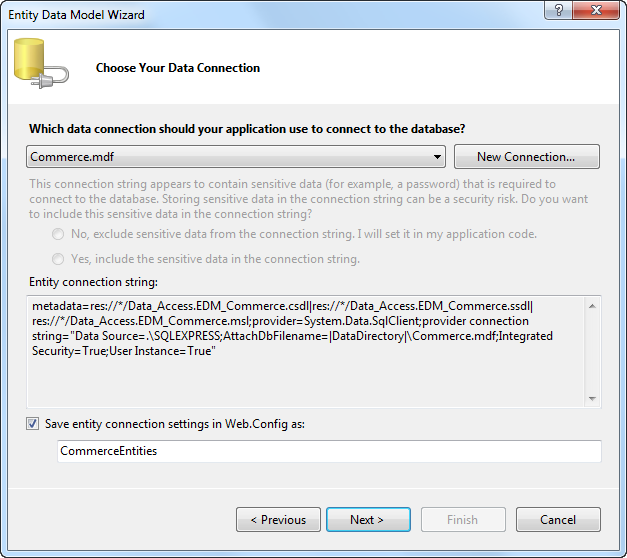 Entity Data Model Wizard
?
Choose Your Data Connection
Which data connection should your application use to connect to the database?
Commerce.mdf
New Connection...
This connection string appears to contain sensitive data (for example, a password) that is required to
connect to the database. Storing sensitive data in the connection string can be a security risk. Do you want
to include this sensitive data in the connection string?
No, exclude sensitive data from the connection string. I will set it in my application code.
Yes, include the sensitive data in the connection string.
Entity connection string:
metadata=res://*/Data_Access.EDM_Commerce.csdl|res://*/Data_Access.EDM_Commerce.ssdl|
res://*/Data_Access.EDM_Commerce.msl;provider=System.Data.SqlClient;provider connection
string="Data Source=.\SQLEXPRESS;AttachDbFilename=|DataDirectory|\Commerce.mdf;Integrated
Security=True;User Instance=True"
Save entity connection settings in Web.Config as:
CommerceEntities
< Previous
Next >
Finish
Cancel